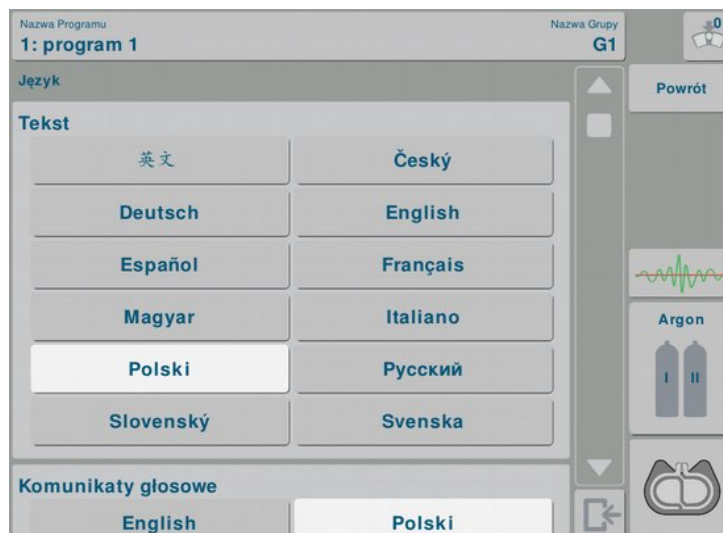 Nazwa Programu
1: program 1
Nazwa Grupy
G1
0
Język
Powrót
Tekst
英文
Český
Deutsch
English
Español
Français
Magyar
Italiano
Argon
I II
Polski
Русский
Slovenský
Svenska
Komunikaty głosowe
English
Polski